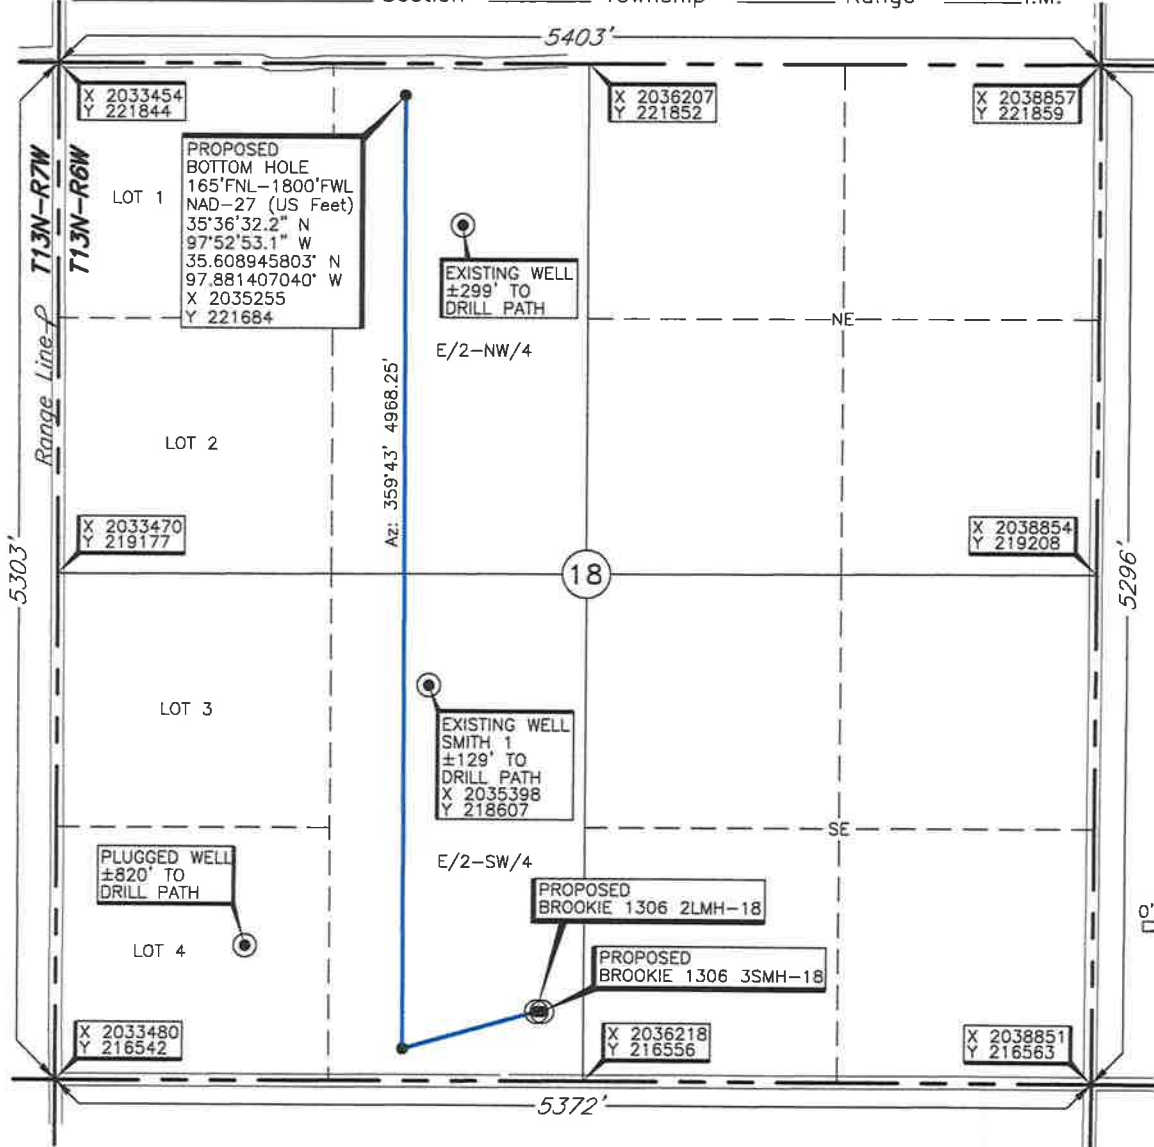 Section Township Range I.M.
5403'
X 2033454
Y 221844
X 2036207
Y 221852
X 2038857
Y 221859
T13N-R7W
T13N-R6W
LOT 1
PROPOSED
BOTTOM HOLE
165'FNL-1800'FWL
NAD-27 (US Feet)
35°36'32.2" N
97°52'53.1" W
35.608945803° N
97.881407040° W
X 2035255
Y 221684
EXISTING WELL
±299' TO
DRILL PATH
NE
E/2-NW/4
Range Line
Az: 359°43' 4968.25'
LOT 2
X 2033470
Y 219177
X 2038854
Y 219208
5303'
18
5296'
LOT 3
EXISTING WELL
SMITH 1
±129' TO
DRILL PATH
X 2035398
Y 218607
SE
PLUGGED WELL
±820' TO
DRILL PATH
E/2-SW/4
PROPOSED
BROOKIE 1306 2LMH-18
0'
LOT 4
PROPOSED
BROOKIE 1306 3SMH-18
X 2033480
Y 216542
X 2036218
Y 216556
X 2038851
Y 216563
5372'